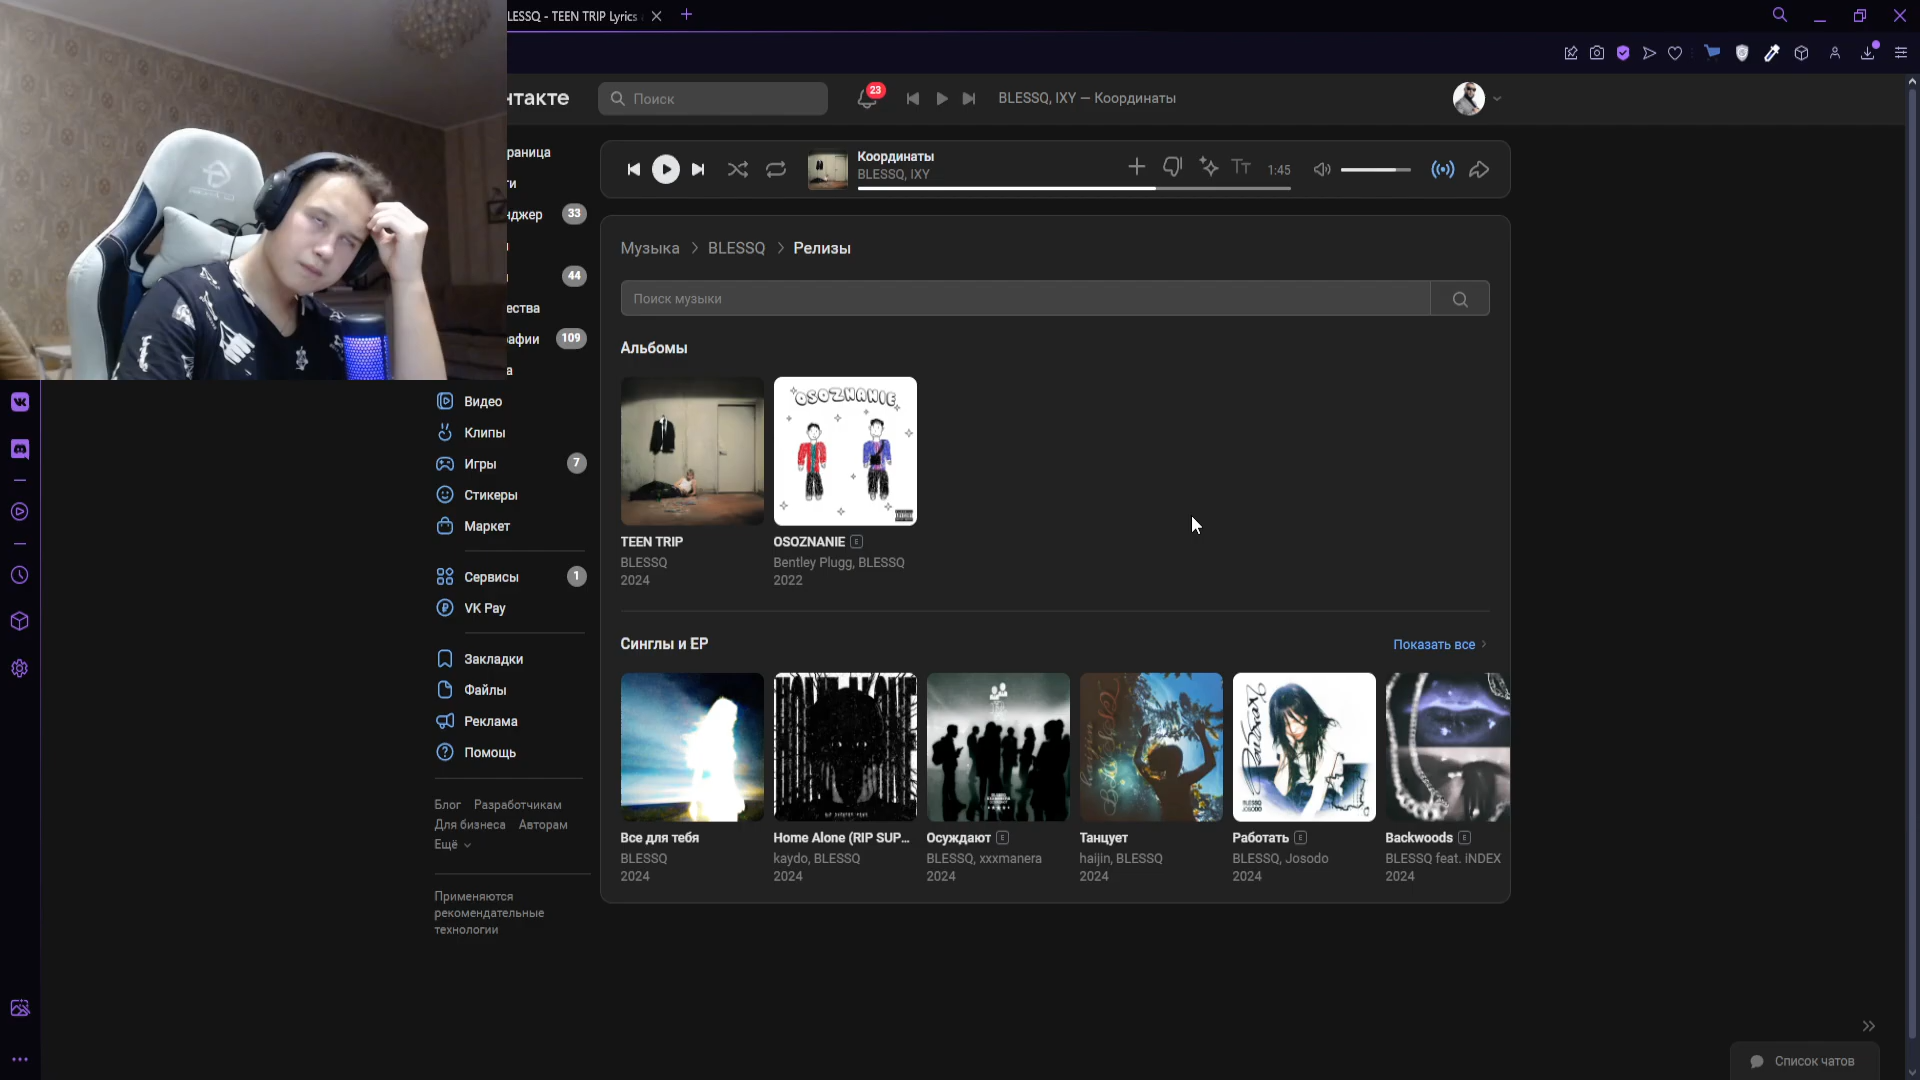 LESSQ - TEEN TRIP Lyrics
нтакте
Поиск
23
BLESSQ, IXY — Координаты
раница
ти
нджер 33
44
ества
рафии 109
а
Видео
Клипы
Игры 7
Стикеры
Маркет
Сервисы 1
VK Pay
Закладки
Файлы
Реклама
Помощь
Блог Разработчикам
Для бизнеса Авторам
Ещё
Применяются
рекомендательные
технологии
Координаты
BLESSQ, IXY
1:45
Музыка > BLESSQ > Релизы
Поиск музыки
Альбомы
OSOZNANIE
TEEN TRIP
BLESSQ
2024
OSOZNANIE E
Bentley Plugg, BLESSQ
2022
Синглы и EP
Показать все
Все для тебя
BLESSQ
2024
Home Alone (RIP SUP...
kaydo, BLESSQ
2024
Осуждают E
BLESSQ, xxxmanera
2024
Танцует
haijin, BLESSQ
2024
Работать E
BLESSQ, Josodo
2024
Backwoods E
BLESSQ feat. iNDEX
2024
Список чатов